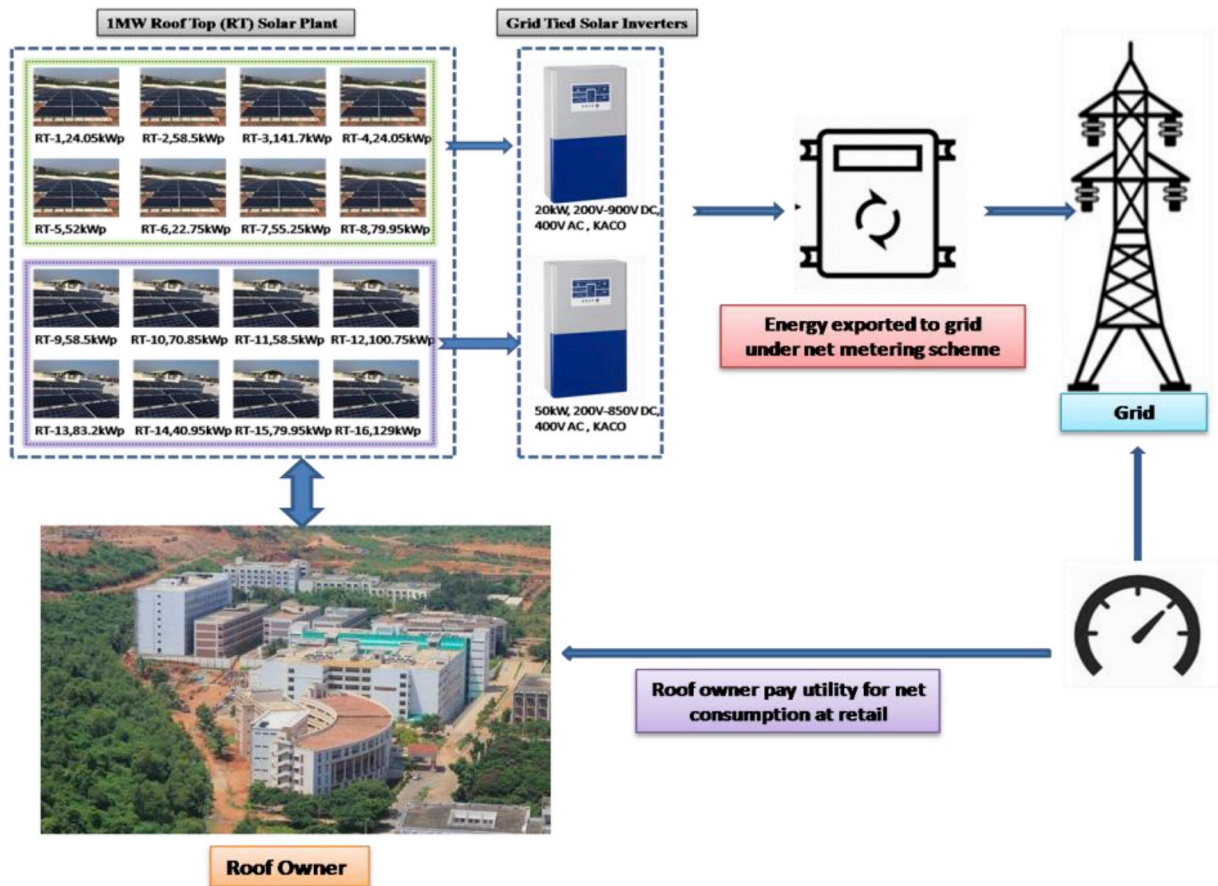 1MW Roof Top (RT) Solar Plant
Grid Tied Solar Inverters
RT-1,24.05kWp RT-2,58.5kWp RT-3,141.7kWp RT-4,24.05kWp
RT-5,52kWp RT-6,22.75kWp RT-7,55.25kWp RT-8,79.95kWp
20kW, 200V-900V DC,
400V AC , KACO
RT-9,58.5kWp RT-10,70.85kWp RT-11,58.5kWp RT-12,100.75kWp
RT-13,83.2kWp RT-14,40.95kWp RT-15,79.95kWp RT-16,129kWp
50kW, 200V-850V DC,
400V AC , KACO
Energy exported to grid
under net metering scheme
Grid
Roof owner pay utility for net
consumption at retail
Roof Owner